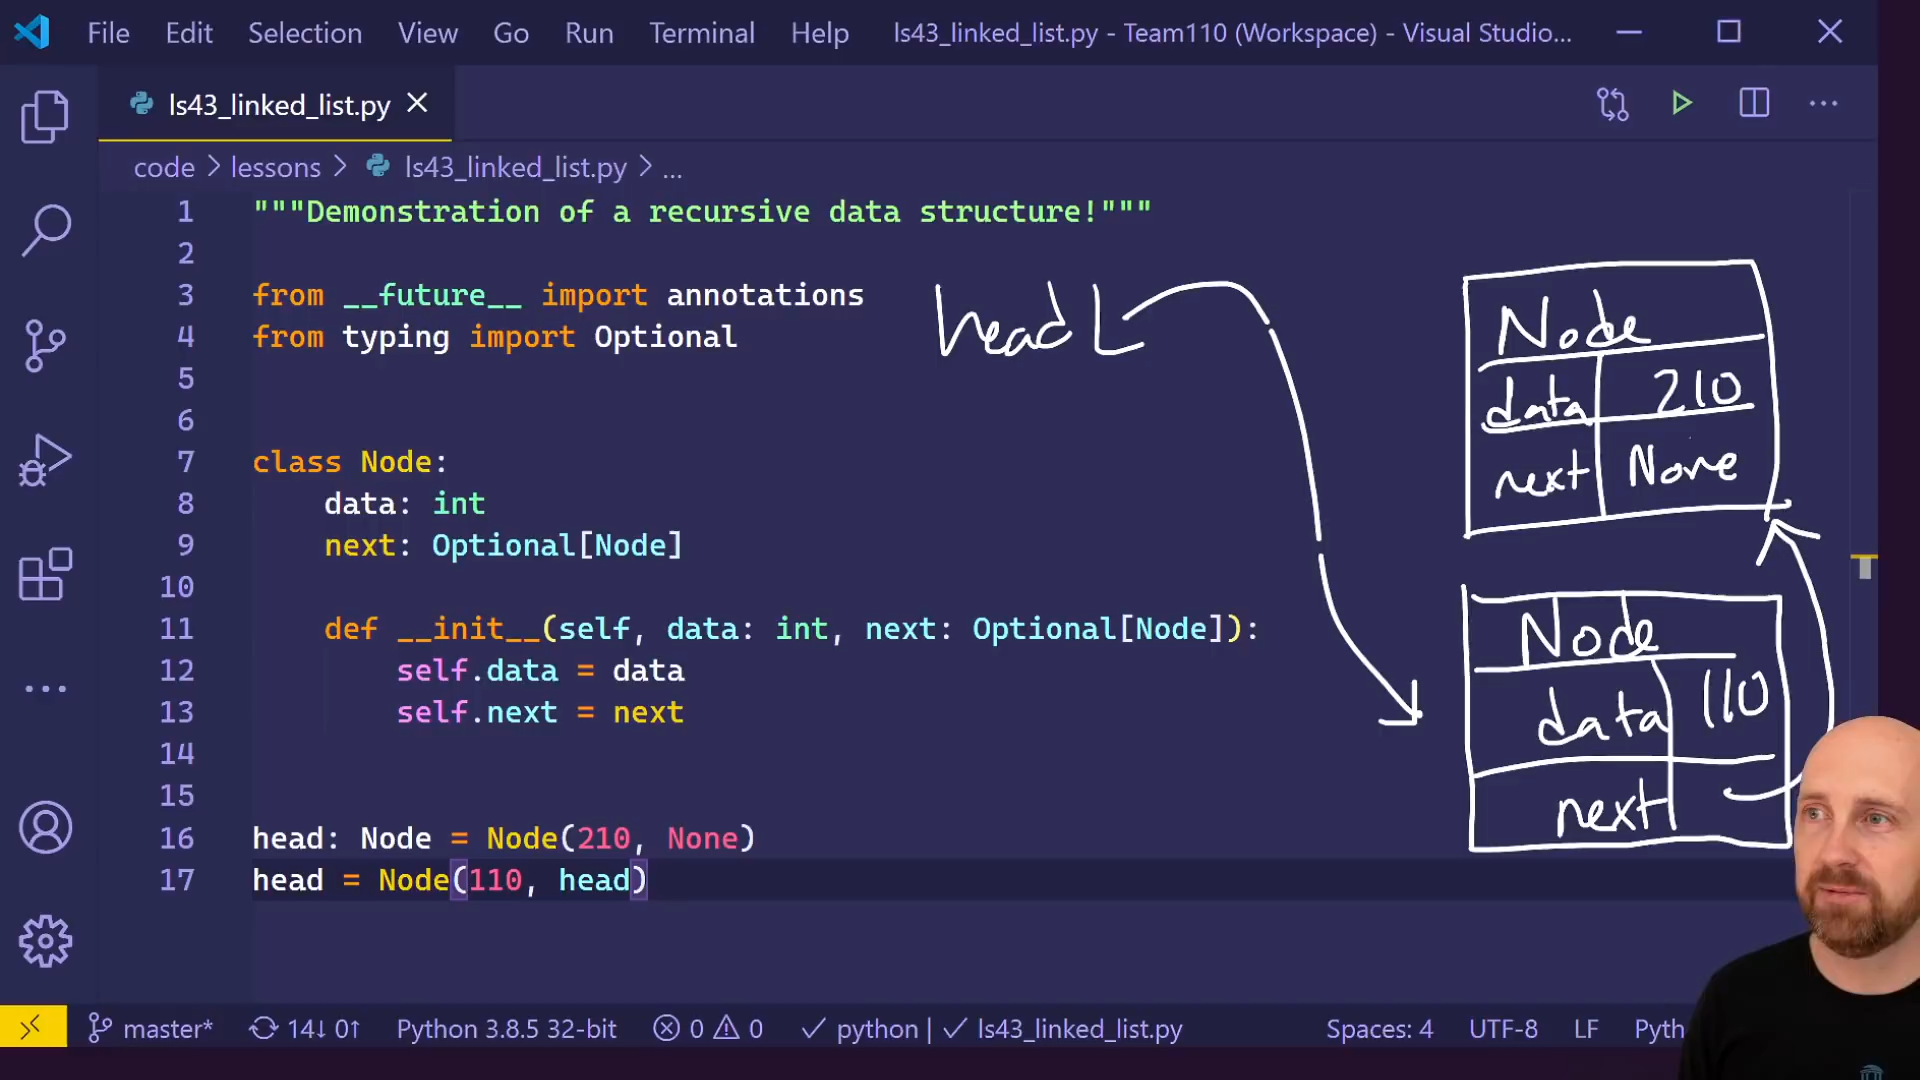 File Edit Selection View Go Run Terminal Help ls43_linked_list.py - Team110 (Workspace) - Visual Studio...
ls43_linked_list.py
code > lessons > ls43_linked_list.py > ...
1 """Demonstration of a recursive data structure!"""
2
3 from __future__ import annotations
4 from typing import Optional
5
6
7 class Node:
8 data: int
9 next: Optional[Node]
10
11 def __init__(self, data: int, next: Optional[Node]):
12 self.data = data
13 self.next = next
14
15
16 head: Node = Node(210, None)
17 head = Node(110, head)
head
Node
data 210
next None
Node
data 110
next
master* 14↓ 0↑ Python 3.8.5 32-bit 0 0 ✓ python | ✓ ls43_linked_list.py Spaces: 4 UTF-8 LF Pyth